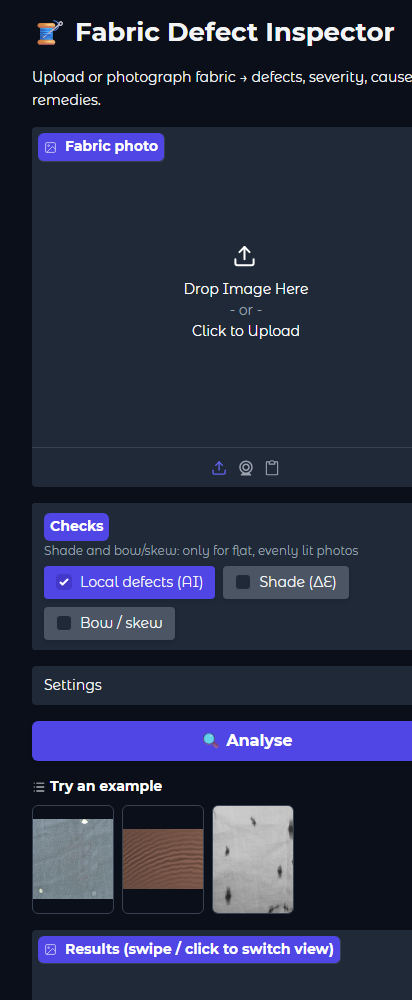 Fabric Defect Inspector
Upload or photograph fabric → defects, severity, cause
remedies.
Fabric photo
Drop Image Here
- or -
Click to Upload
Checks
Shade and bow/skew: only for flat, evenly lit photos
Local defects (AI)
Shade (ΔE)
Bow / skew
Settings
Analyse
Try an example
Results (swipe / click to switch view)